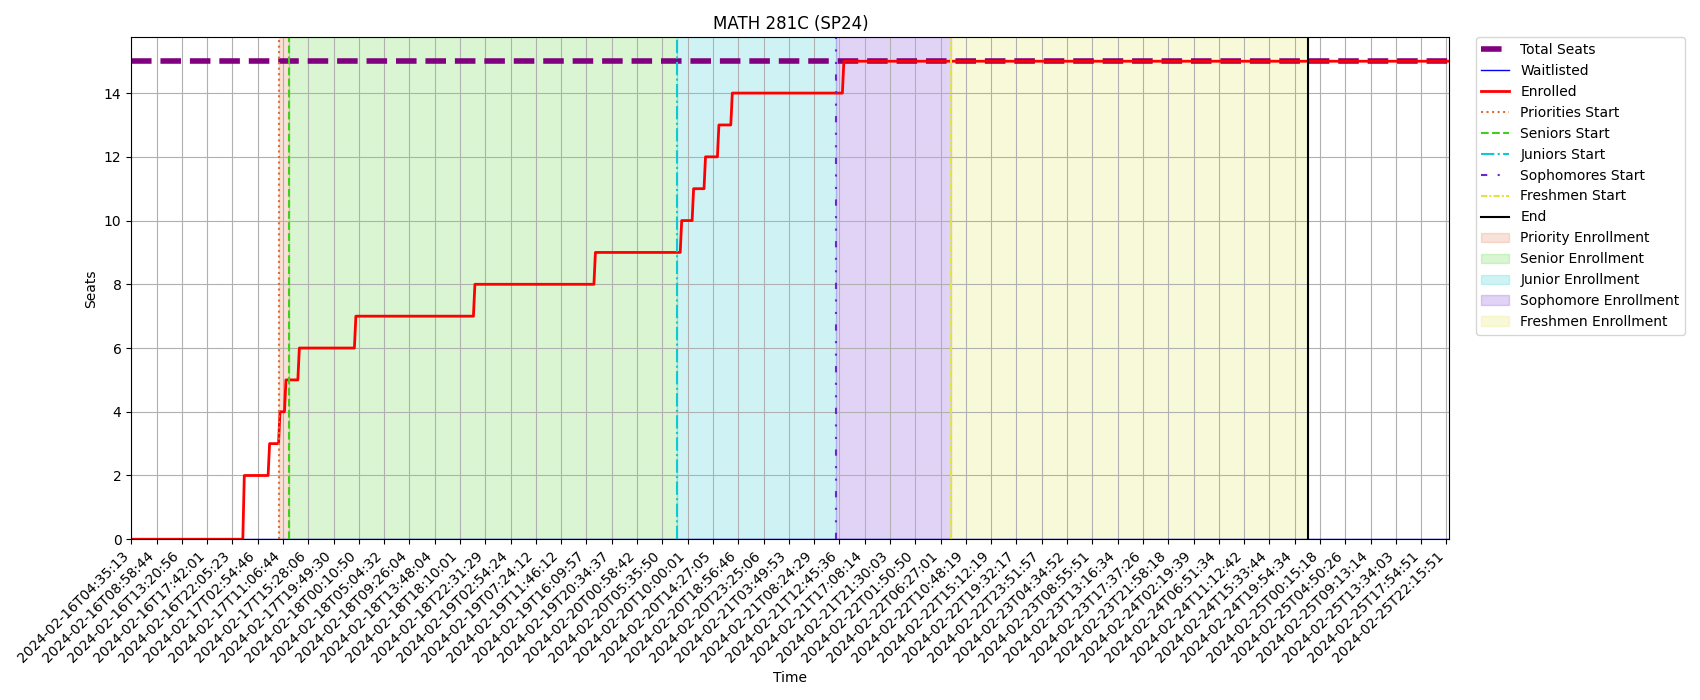 MATH 281C (SP24)
Total Seats
Waitlisted
Enrolled
Priorities Start
Seniors Start
Juniors Start
Sophomores Start
Freshmen Start
End
Priority Enrollment
Senior Enrollment
Junior Enrollment
Sophomore Enrollment
Freshmen Enrollment
Seats
14
12
10
8
6
4
2
0
2024-02-16T04:35:13
2024-02-16T08:58:44
2024-02-16T13:20:56
2024-02-16T17:42:01
2024-02-16T22:05:23
2024-02-17T02:54:46
2024-02-17T11:06:44
2024-02-17T15:28:06
2024-02-17T19:49:30
2024-02-18T00:10:50
2024-02-18T05:04:32
2024-02-18T09:26:04
2024-02-18T13:48:04
2024-02-18T18:10:01
2024-02-18T22:31:29
2024-02-19T02:54:24
2024-02-19T07:24:12
2024-02-19T11:46:12
2024-02-19T16:09:57
2024-02-19T20:34:37
2024-02-20T00:58:42
2024-02-20T05:35:50
2024-02-20T10:00:01
2024-02-20T14:27:05
2024-02-20T18:56:46
2024-02-20T23:25:06
2024-02-21T03:49:53
2024-02-21T08:24:29
2024-02-21T12:45:36
2024-02-21T17:08:14
2024-02-21T21:30:03
2024-02-22T01:50:50
2024-02-22T06:27:01
2024-02-22T10:48:19
2024-02-22T15:12:19
2024-02-22T19:32:17
2024-02-22T23:51:57
2024-02-23T04:34:52
2024-02-23T08:55:51
2024-02-23T13:16:34
2024-02-23T17:37:26
2024-02-23T21:58:18
2024-02-24T02:19:39
2024-02-24T06:51:34
2024-02-24T11:12:42
2024-02-24T15:33:44
2024-02-24T19:54:34
2024-02-25T00:15:18
2024-02-25T04:50:26
2024-02-25T09:13:14
2024-02-25T13:34:03
2024-02-25T17:54:51
2024-02-25T22:15:51
Time